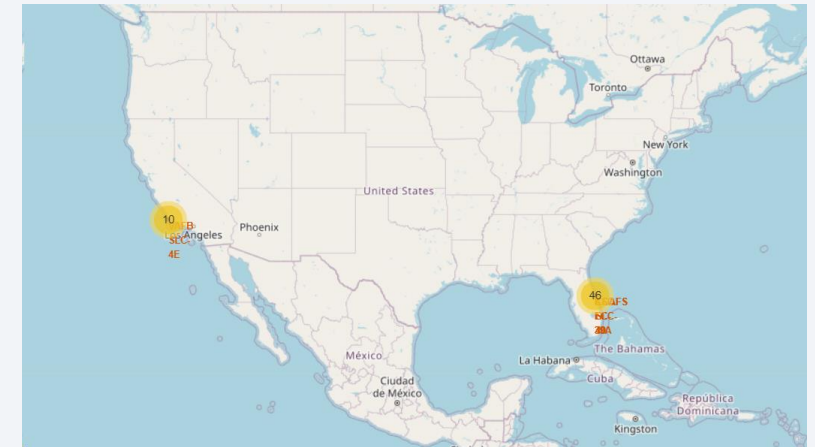 Ottawa
Toronto
New York
Washington
United States
10
Los Angeles
SLC-
4E
Phoenix
46
México
Ciudad
de México
La Habana
The Bahamas
Cuba
República
Dominicana
Kingston